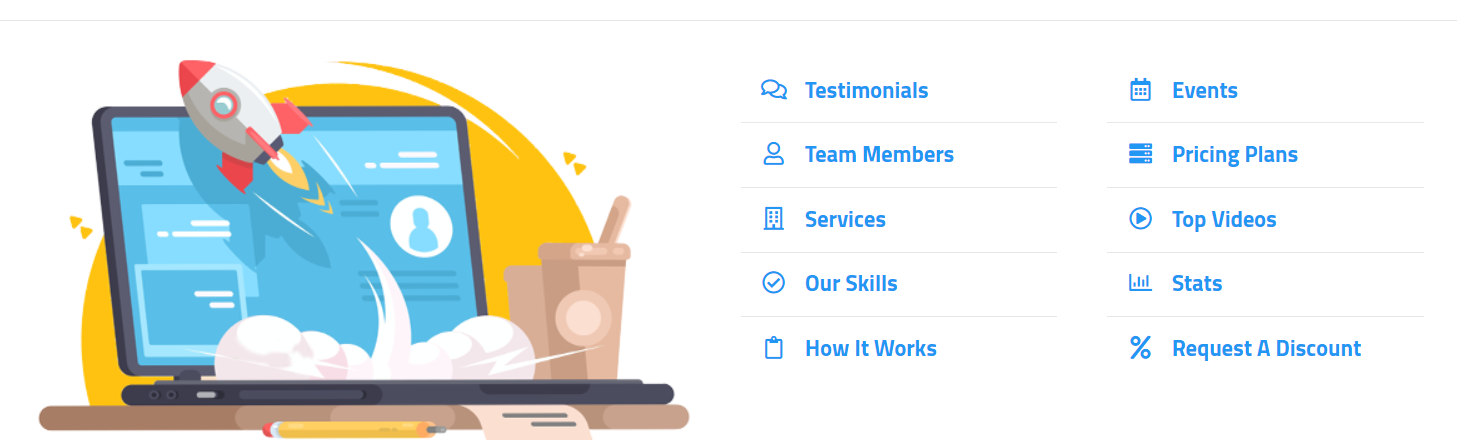 Testimonials
Team Members
Services
Our Skills
How It Works
Events
Pricing Plans
Top Videos
Stats
Request A Discount